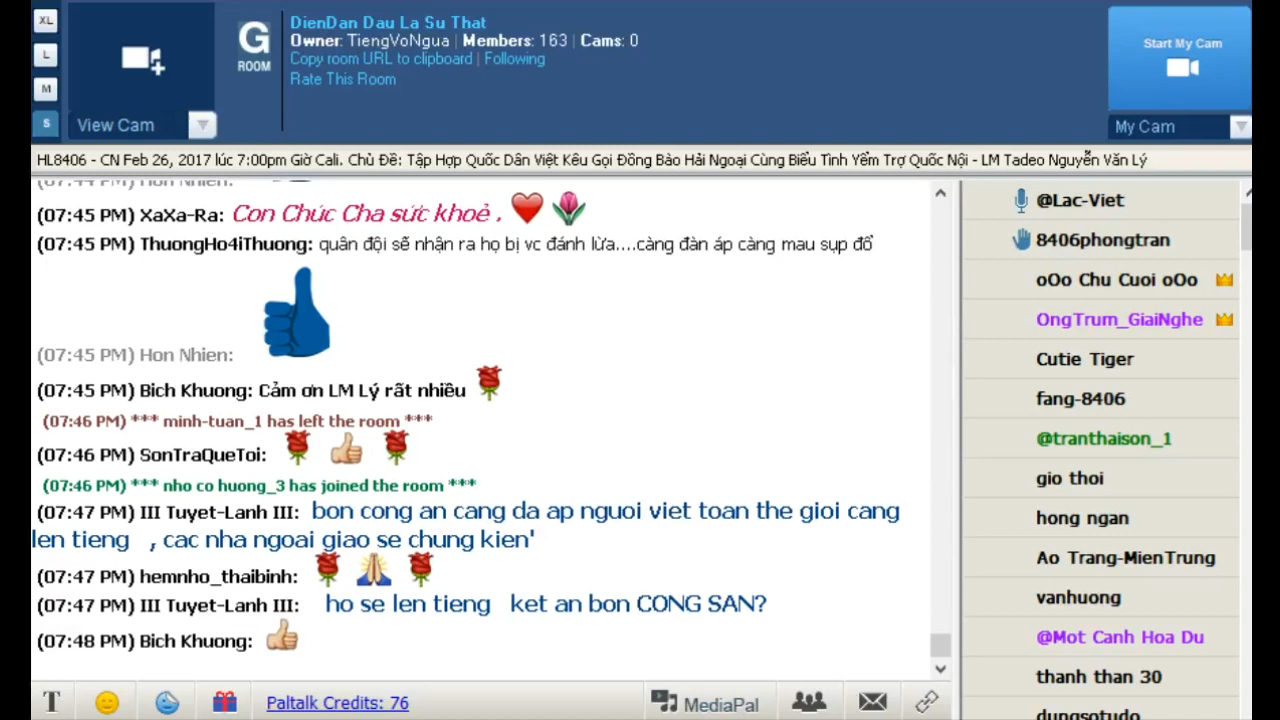 XL
L
M
S
View Cam
G
ROOM
DienDan Dau La Su That
Owner: TiengVoNgua | Members: 163 | Cams: 0
Copy room URL to clipboard | Following
Rate This Room
Start My Cam
My Cam
HL8406 - CN Feb 26, 2017 lúc 7:00pm Giờ Cali. Chủ Đề: Tập Hợp Quốc Dân Việt Kêu Gọi Đồng Bào Hải Ngoại Cùng Biểu Tình Yểm Trợ Quốc Nội - LM Tadeo Nguyễn Văn Lý
(07:44 PM) Hon Nhien:
(07:45 PM) XaXa-Ra: Con Chúc Cha sức khoẻ .
(07:45 PM) ThuongHo4iThuong: quân đội sẽ nhận ra họ bị vc đánh lừa....càng đàn áp càng mau sụp đổ
(07:45 PM) Hon Nhien:
(07:45 PM) Bich Khuong: Cảm ơn LM Lý rất nhiều
(07:46 PM) *** minh-tuan_1 has left the room ***
(07:46 PM) SonTraQueToi:
(07:46 PM) *** nho co huong_3 has joined the room ***
(07:47 PM) III Tuyet-Lanh III: bon cong an cang da ap nguoi viet toan the gioi cang
len tieng , cac nha ngoai giao se chung kien'
(07:47 PM) hemnho_thaibinh:
(07:47 PM) III Tuyet-Lanh III: ho se len tieng ket an bon CONG SAN?
(07:48 PM) Bich Khuong:
@Lac-Viet
8406phongtran
oOo Chu Cuoi oOo
OngTrum_GiaiNghe
Cutie Tiger
fang-8406
@tranthaison_1
gio thoi
hong ngan
Ao Trang-MienTrung
vanhuong
@Mot Canh Hoa Du
thanh than 30
dungsotudo
T
Paltalk Credits: 76
MediaPal